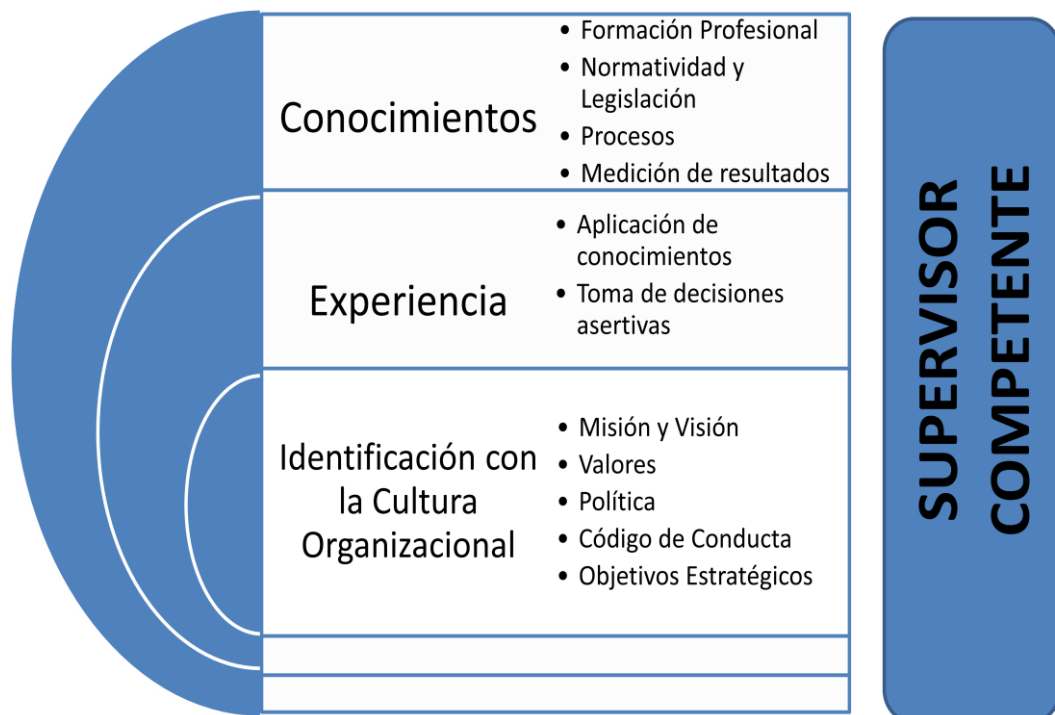 Conocimientos
• Formación Profesional
• Normatividad y
Legislación
• Procesos
• Medición de resultados
Experiencia
• Aplicación de
conocimientos
• Toma de decisiones
asertivas
Identificación con
la Cultura
Organizacional
• Misión y Visión
• Valores
• Política
• Código de Conducta
• Objetivos Estratégicos
SUPERVISOR
COMPETENTE